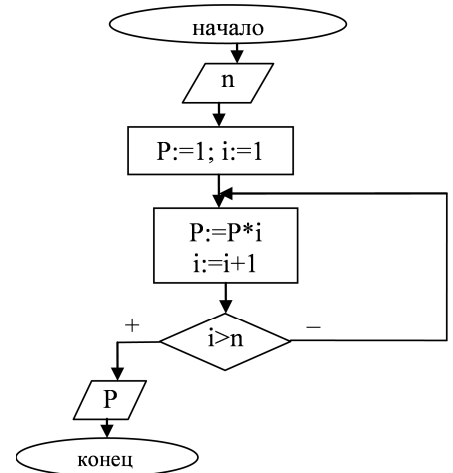 начало
n
P:=1; i:=1
P:=P*i
i:=i+1
+
i>n
–
P
конец